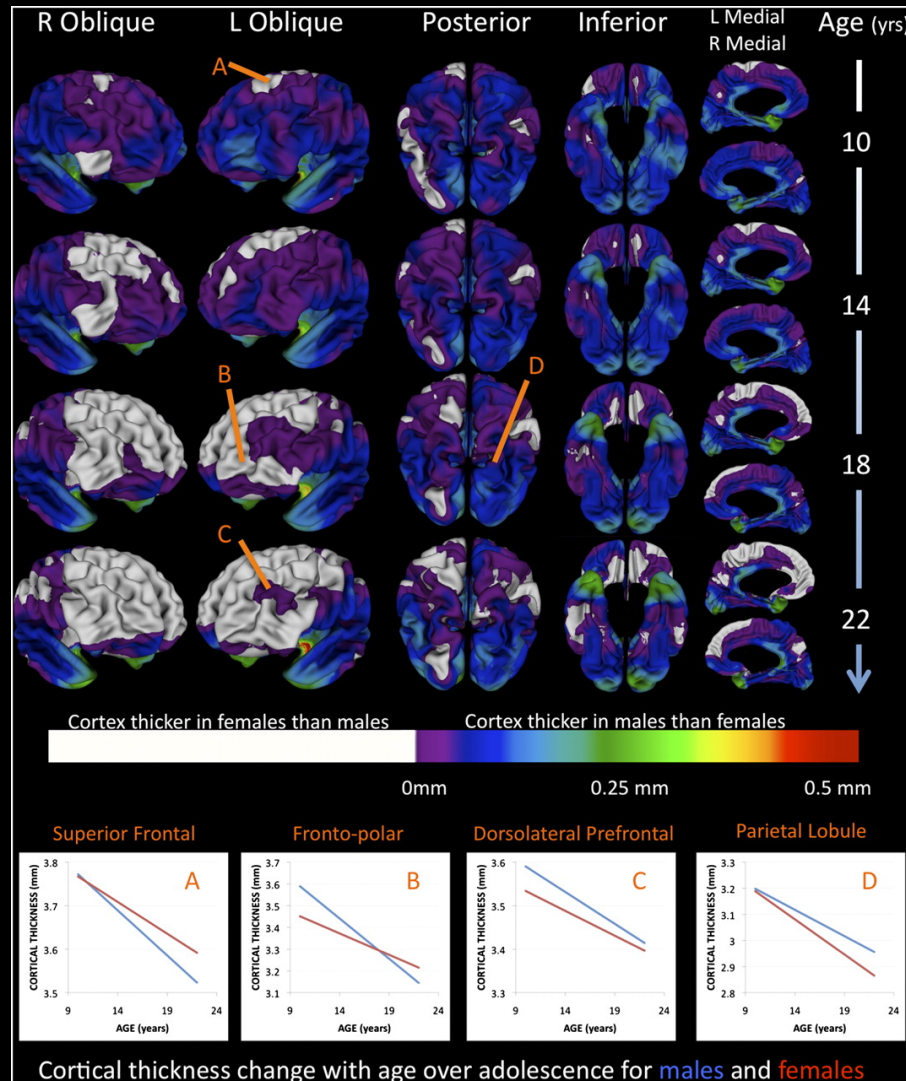 R Oblique L Oblique Posterior Inferior L Medial Age (yrs)
R Medial
A
10
14
B D
18
C
22
Cortex thicker in females than males Cortex thicker in males than females
0mm 0.25 mm 0.5 mm
Superior Frontal Fronto-polar Dorsolateral Prefrontal Parietal Lobule
CORTICAL THICKNESS (mm)
3.8
3.7
3.6
3.5
A
9 14 19 24
AGE (years)
CORTICAL THICKNESS (mm)
3.7
3.6
3.5
3.4
3.3
3.2
3.1
B
9 14 19 24
AGE (years)
CORTICAL THICKNESS (mm)
3.6
3.5
3.4
3.3
C
9 14 19 24
AGE (years)
CORTICAL THICKNESS (mm)
3.3
3.2
3.1
3
2.9
2.8
D
9 14 19 24
AGE (years)
Cortical thickness change with age over adolescence for males and females